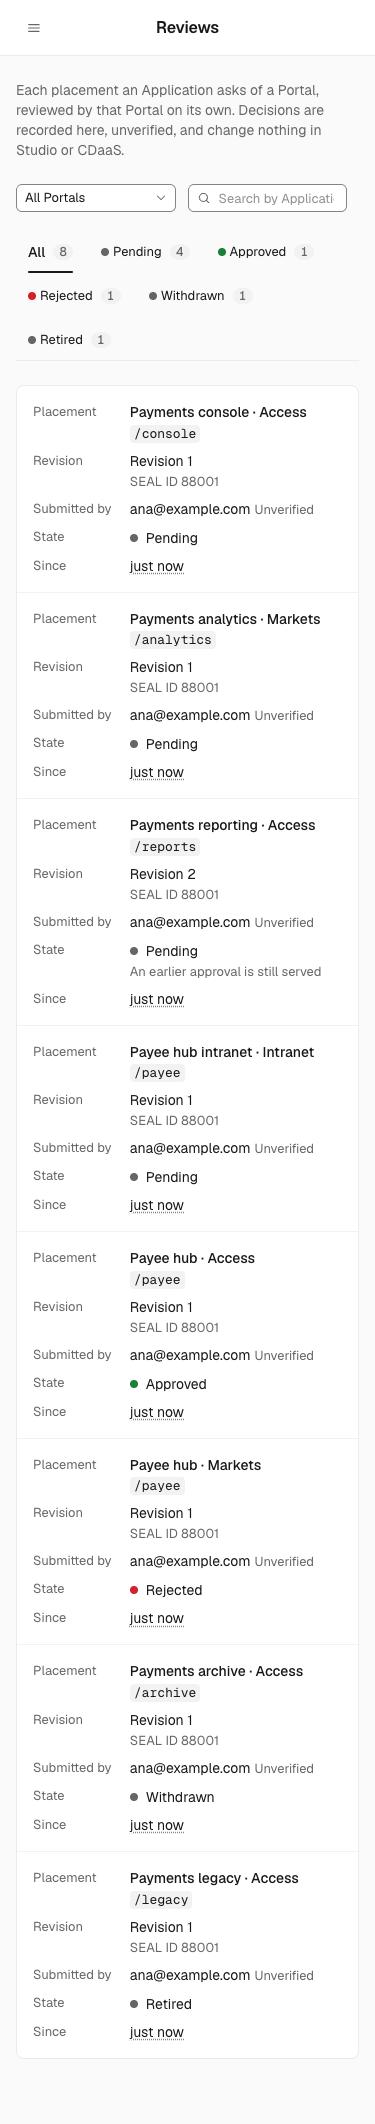 Reviews
Each placement an Application asks of a Portal,
reviewed by that Portal on its own. Decisions are
recorded here, unverified, and change nothing in
Studio or CDaaS.
All Portals
Search by Applicati
All 8 Pending 4 Approved 1
Rejected 1 Withdrawn 1
Retired 1
Placement Payments console · Access
/console
Revision Revision 1
SEAL ID 88001
Submitted by ana@example.com Unverified
State Pending
Since just now
Placement Payments analytics · Markets
/analytics
Revision Revision 1
SEAL ID 88001
Submitted by ana@example.com Unverified
State Pending
Since just now
Placement Payments reporting · Access
/reports
Revision Revision 2
SEAL ID 88001
Submitted by ana@example.com Unverified
State Pending
An earlier approval is still served
Since just now
Placement Payee hub intranet · Intranet
/payee
Revision Revision 1
SEAL ID 88001
Submitted by ana@example.com Unverified
State Pending
Since just now
Placement Payee hub · Access
/payee
Revision Revision 1
SEAL ID 88001
Submitted by ana@example.com Unverified
State Approved
Since just now
Placement Payee hub · Markets
/payee
Revision Revision 1
SEAL ID 88001
Submitted by ana@example.com Unverified
State Rejected
Since just now
Placement Payments archive · Access
/archive
Revision Revision 1
SEAL ID 88001
Submitted by ana@example.com Unverified
State Withdrawn
Since just now
Placement Payments legacy · Access
/legacy
Revision Revision 1
SEAL ID 88001
Submitted by ana@example.com Unverified
State Retired
Since just now